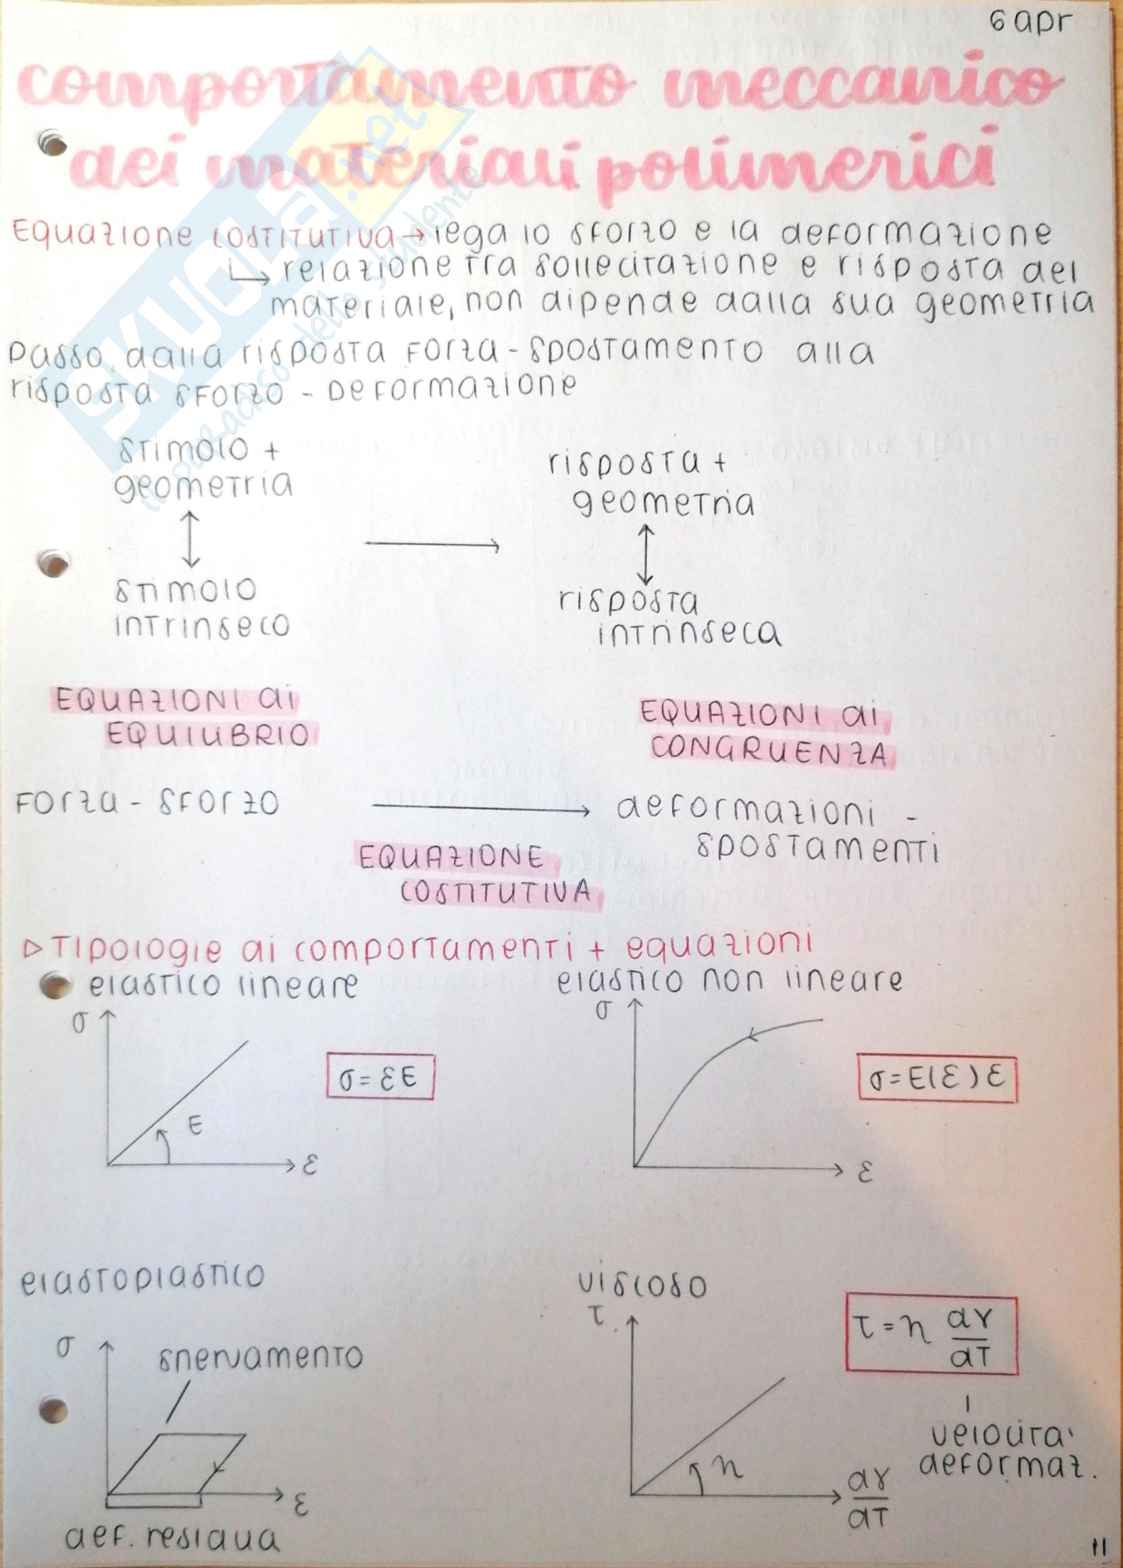 6 apr
comportamento meccanico
dei materiali polimerici
Equazione costitutiva → lega lo sforzo e la deformazione
↳ relazione tra sollecitazione e risposta del
materiale, non dipende dalla sua geometria
Passo dalla risposta forza - spostamento alla
risposta sforzo - deformazione
stimolo +
geometria
risposta +
geometria
stimolo
intrinseco
risposta
intrinseca
EQUAZIONI di
EQUILIBRIO
EQUAZIONI di
CONGRUENZA
forza - sforzo
deformazioni -
spostamenti
EQUAZIONE
COSTITUTIVA
▷ Tipologie di comportamenti + equazioni
elastico lineare
elastico non lineare
σ
σ
σ = εE
σ = E(ε)ε
E
ε
ε
elastoplastico
viscoso
τ
τ = η dγ/dT
σ
snervamento
velocità
deformaz.
η
ε
dγ/dT
def. residua
11
SKUOLA.net